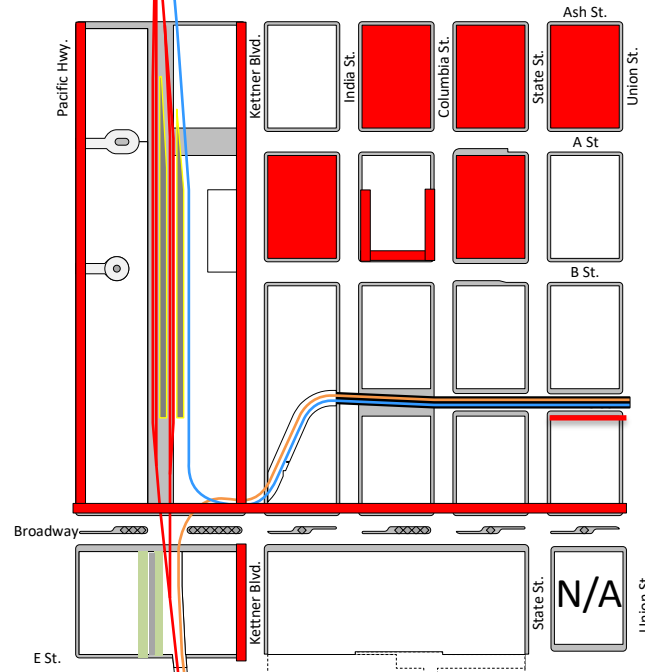 Ash St.
Pacific Hwy.
Kettner Blvd.
India St.
Columbia St.
State St.
Union St.
A St
B St.
Broadway
Kettner Blvd.
State St.
N/A
Union St.
E St.